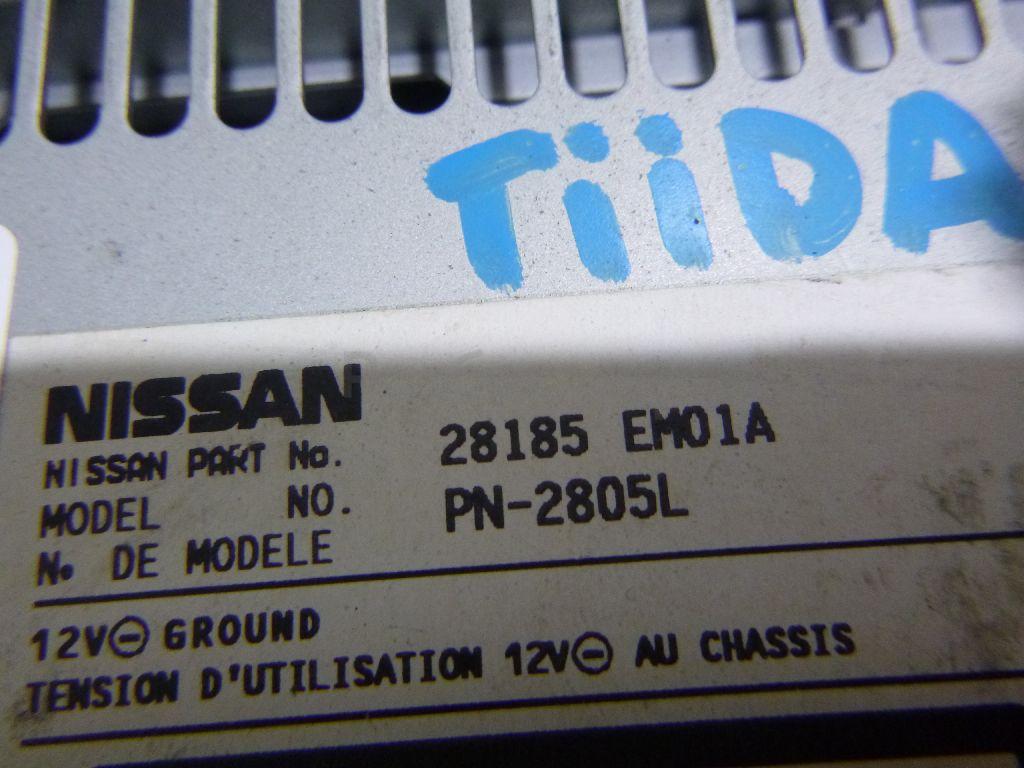 TiiDA
NISSAN
NISSAN PART No. 28185 EM01A
MODEL NO. PN-2805L
N. DE MODELE
12V⊖ GROUND
TENSION D'UTILISATION 12V⊖ AU CHASSIS